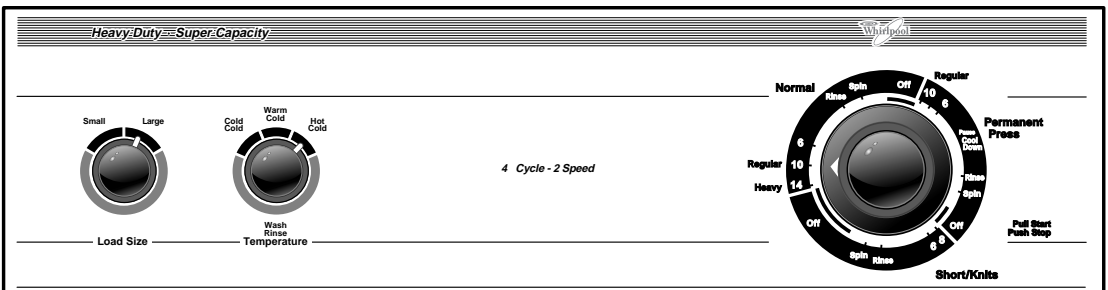 Heavy Duty - Super Capacity
Whirlpool
Small
Large
Load Size
Cold
Cold
Warm
Cold
Hot
Cold
Wash
Rinse
Temperature
4 Cycle - 2 Speed
Normal
Rinse
Spin
Off
6
Regular
10
Heavy
14
Regular
10
6
Permanent
Press
Pause
Cool
Down
Rinse
Spin
Off
8
6
Short/Knits
Rinse
Spin
Off
Pull Start
Push Stop